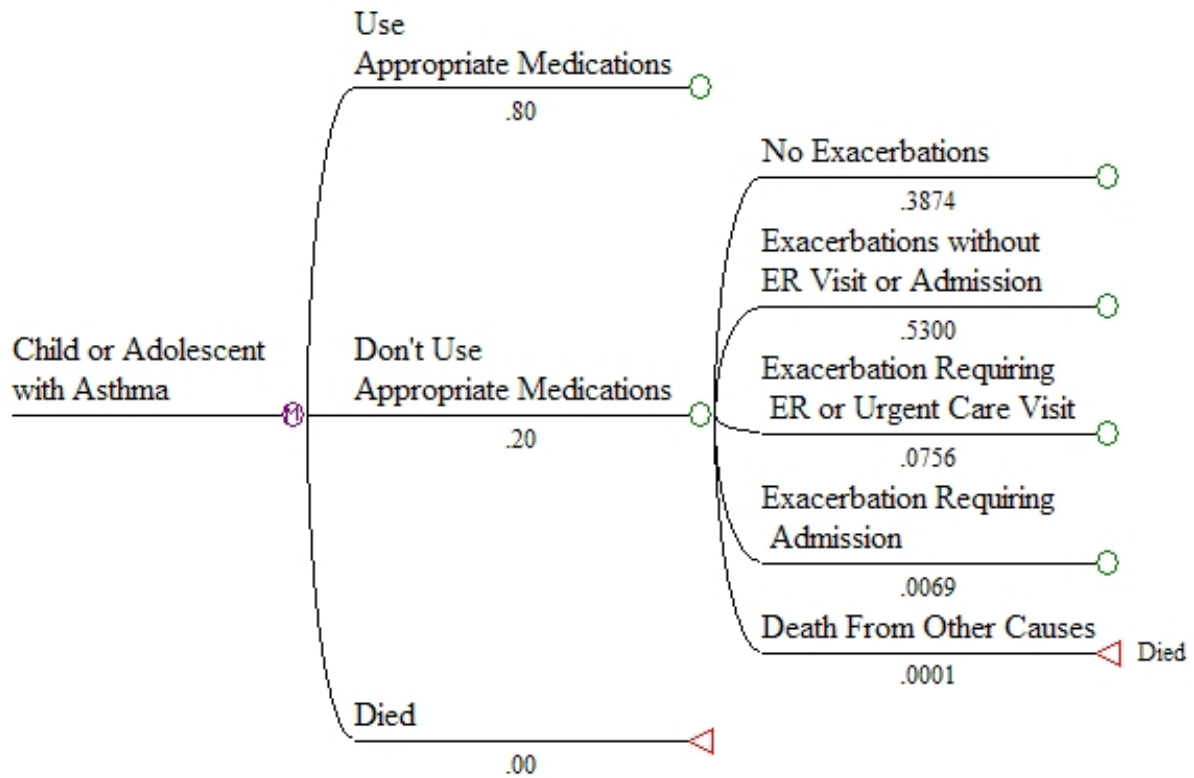 Use
Appropriate Medications
.80
No Exacerbations
.3874
Exacerbations without
ER Visit or Admission
.5300
Child or Adolescent
with Asthma
M
Don't Use
Appropriate Medications
.20
Exacerbation Requiring
ER or Urgent Care Visit
.0756
Exacerbation Requiring
Admission
.0069
Death From Other Causes
.0001
Died
Died
.00